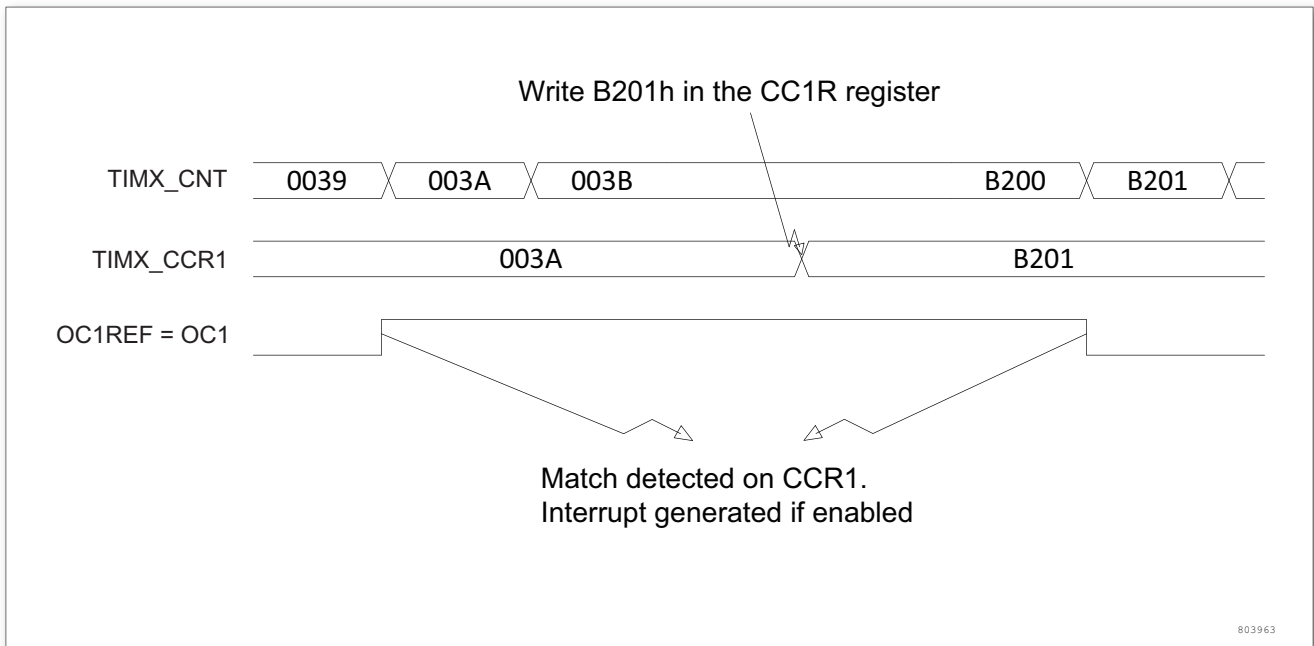 Write B201h in the CC1R register
TIMX_CNT 0039 003A 003B B200 B201
TIMX_CCR1 003A B201
OC1REF = OC1
Match detected on CCR1.
Interrupt generated if enabled
803963